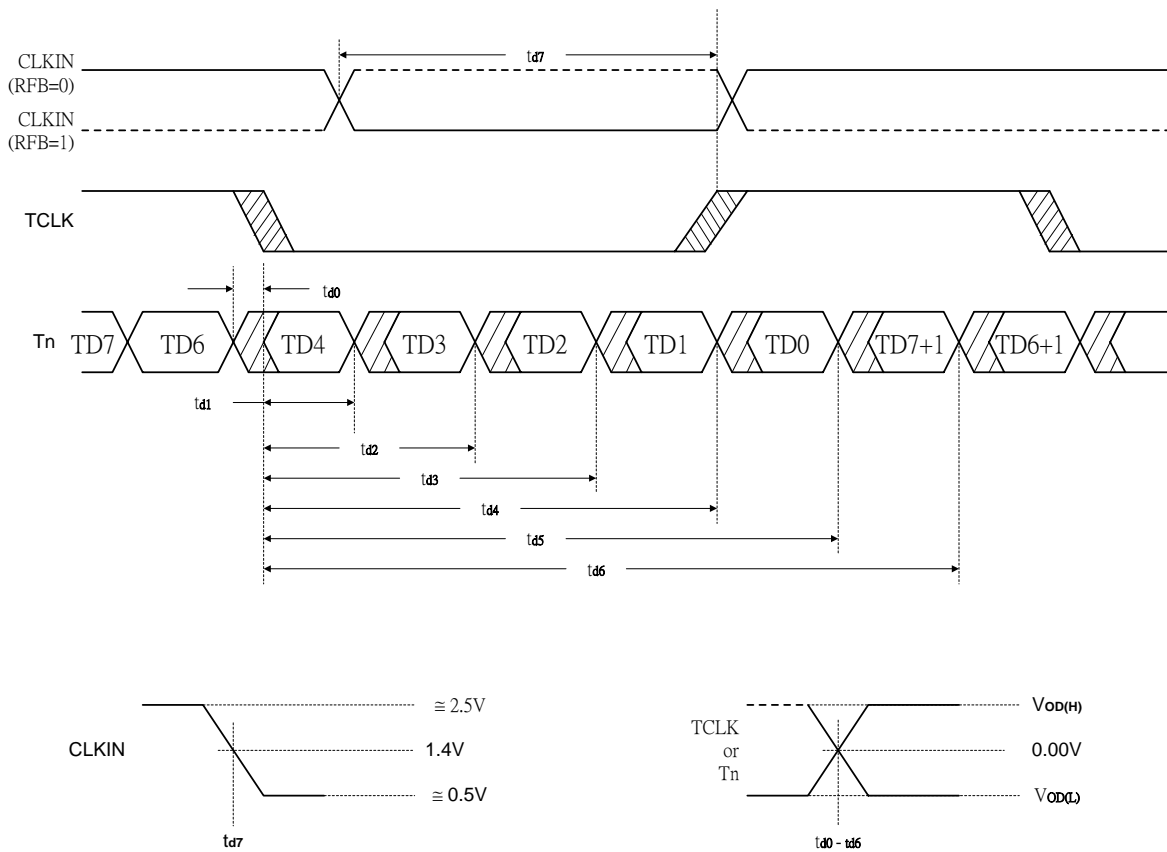 td7
CLKIN
(RFB=0)
CLKIN
(RFB=1)
TCLK
td0
Tn TD7 TD6 TD4 TD3 TD2 TD1 TD0 TD7+1 TD6+1
td1
td2
td3
td4
td5
td6
≅ 2.5V
CLKIN
1.4V
≅ 0.5V
td7
VOD(H)
TCLK
or
Tn
0.00V
VOD(L)
td0 - td6